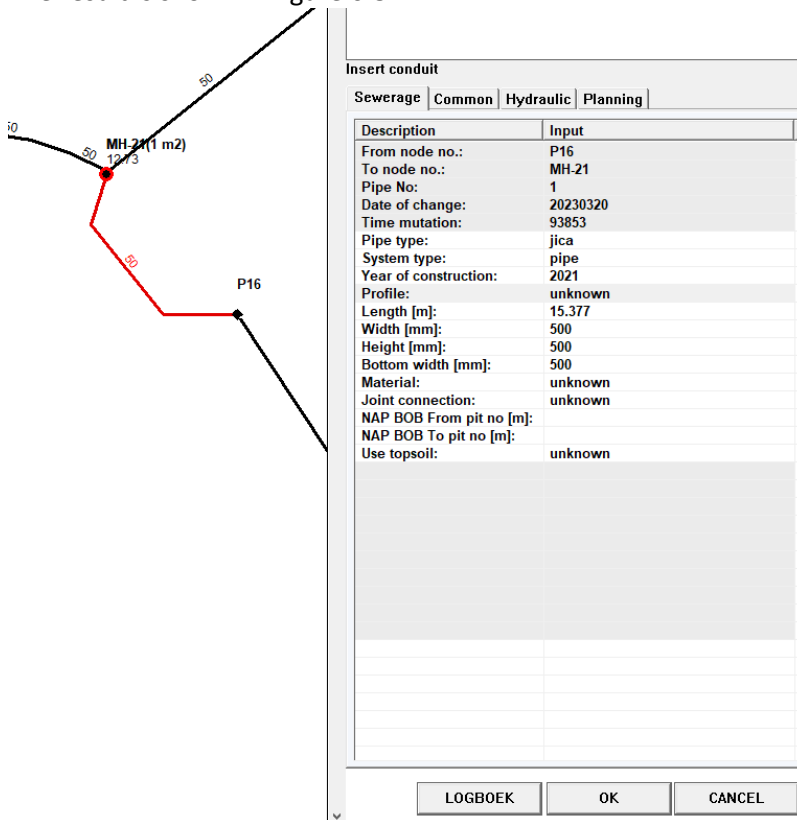 Insert conduit
Sewerage Common Hydraulic Planning
Description Input
From node no.: P16
To node no.: MH-21
Pipe No: 1
Date of change: 20230320
Time mutation: 93853
Pipe type: jica
System type: pipe
Year of construction: 2021
Profile: unknown
Length [m]: 15.377
Width [mm]: 500
Height [mm]: 500
Bottom width [mm]: 500
Material: unknown
Joint connection: unknown
NAP BOB From pit no [m]:
NAP BOB To pit no [m]:
Use topsoil: unknown
LOGBOEK OK CANCEL
50
50
50
MH-21(1 m2)
12.73
50
P16